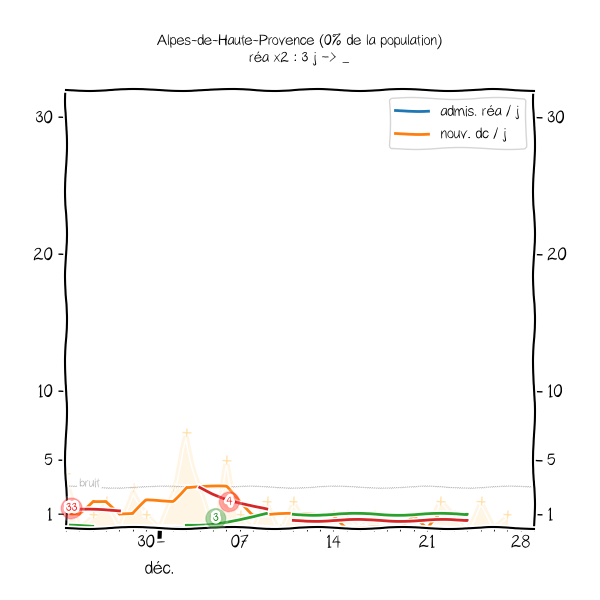 Alpes-de-Haute-Provence (0% de la population)
réa x2 : 3 j -> _
admis. réa / j
nouv. dc / j
30 30
20 20
10 10
5 5
bruit
33 4 3
1 1
30 07 14 21 28
déc.